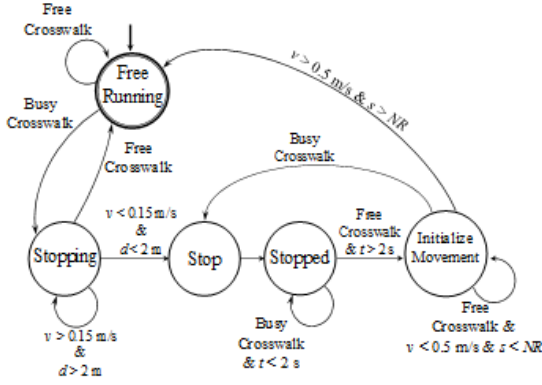 Free
Crosswalk
Free
Running
v > 0.5 m/s & s > NR
Busy
Crosswalk
Free
Crosswalk
Busy
Crosswalk
v < 0.15 m/s
&
d < 2 m
Free
Crosswalk
& t > 2 s
Stopping
Stop
Stopped
Initialize
Movement
v > 0.15 m/s
&
d > 2 m
Busy
Crosswalk
& t < 2 s
Free
Crosswalk &
v < 0.5 m/s & s < NR